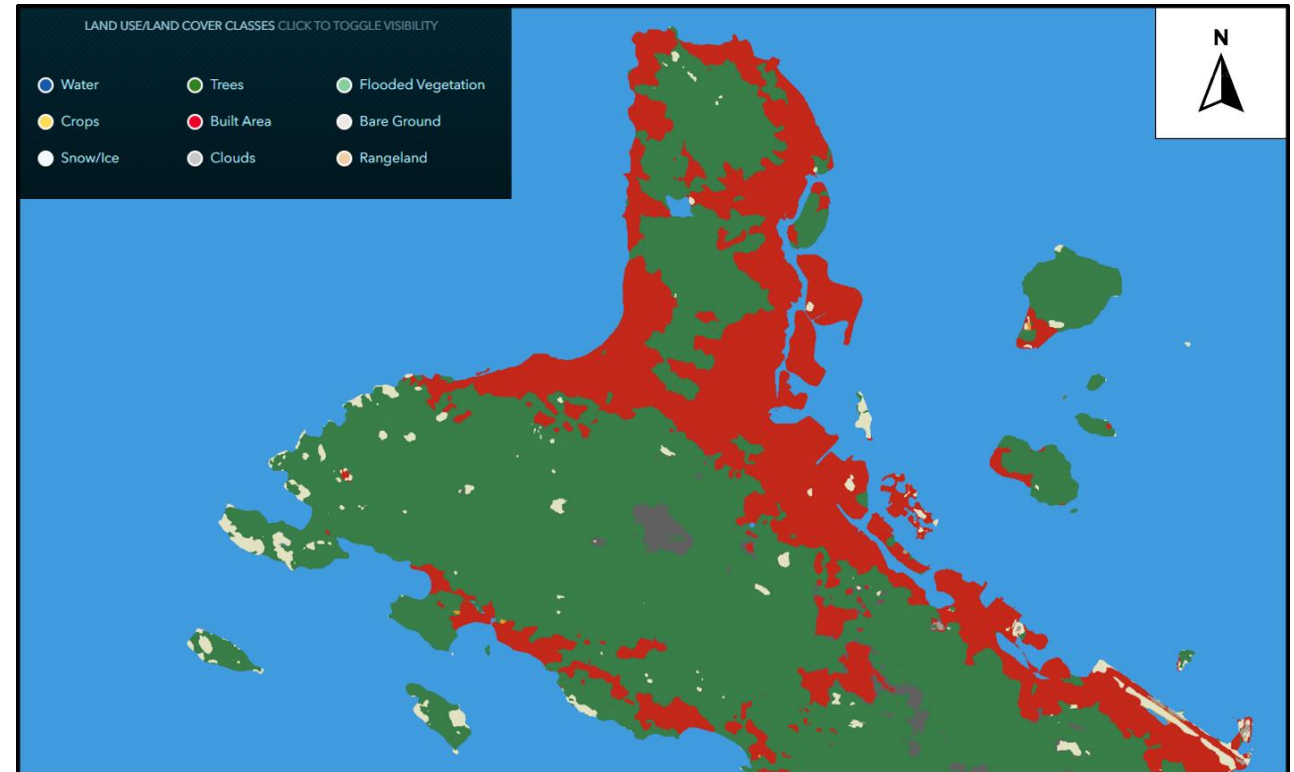 LAND USE/LAND COVER CLASSES CLICK TO TOGGLE VISIBILITY
N
Water
Trees
Flooded Vegetation
Crops
Built Area
Bare Ground
Snow/Ice
Clouds
Rangeland